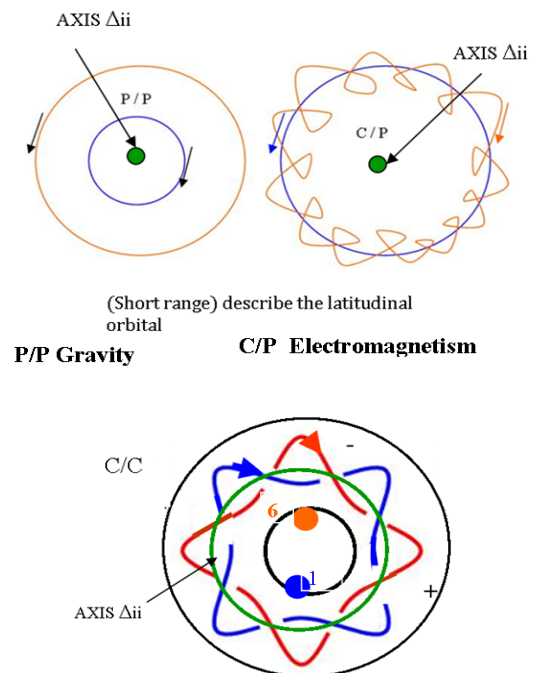 AXIS Δii
AXIS Δii
P / P
C / P
(Short range) describe the latitudinal
orbital
P/P Gravity
C/P Electromagnetism
C/C
-
6
1
+
AXIS Δii